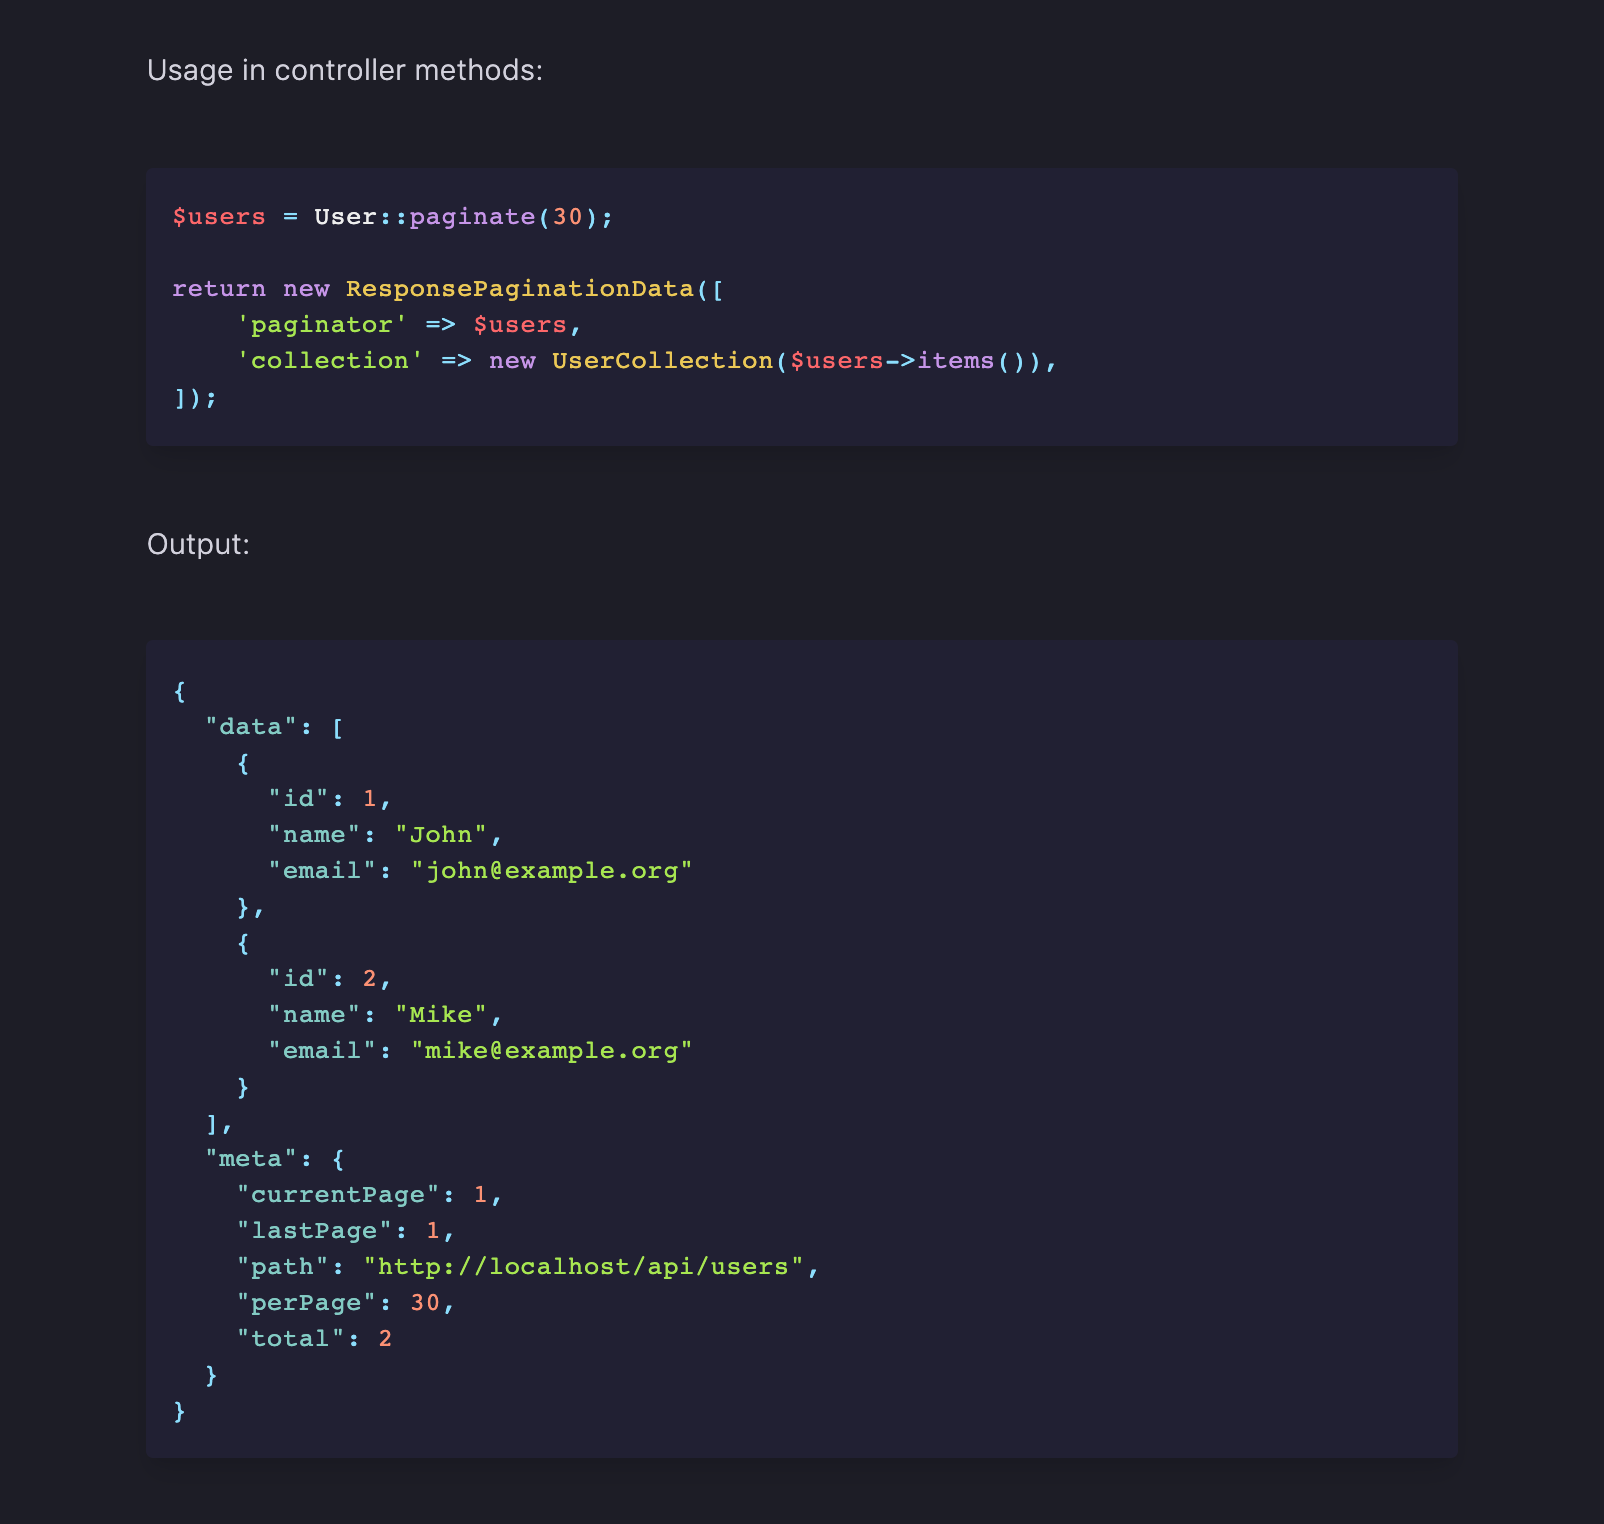 Usage in controller methods:
$users = User::paginate(30);
return new ResponsePaginationData([
    'paginator' => $users,
    'collection' => new UserCollection($users->items()),
]);
Output:
{
  "data": [
    {
      "id": 1,
      "name": "John",
      "email": "john@example.org"
    },
    {
      "id": 2,
      "name": "Mike",
      "email": "mike@example.org"
    }
  ],
  "meta": {
    "currentPage": 1,
    "lastPage": 1,
    "path": "http://localhost/api/users",
    "perPage": 30,
    "total": 2
  }
}